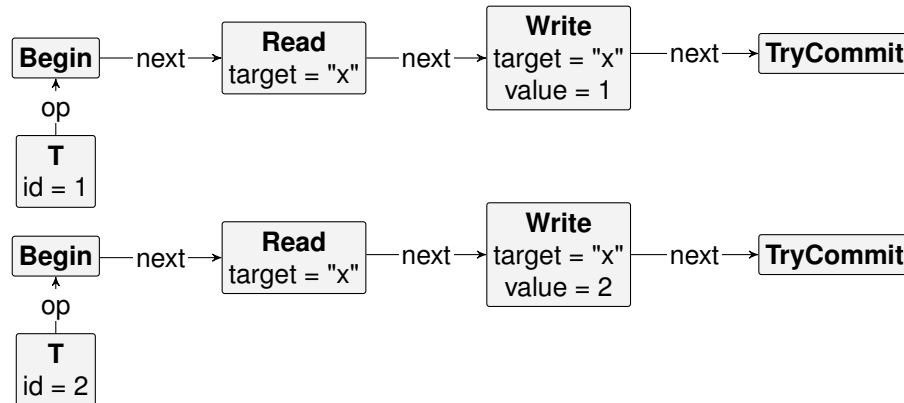 Begin
next
Read
target = "x"
next
Write
target = "x"
value = 1
next
TryCommit
op
T
id = 1
Begin
next
Read
target = "x"
next
Write
target = "x"
value = 2
next
TryCommit
op
T
id = 2